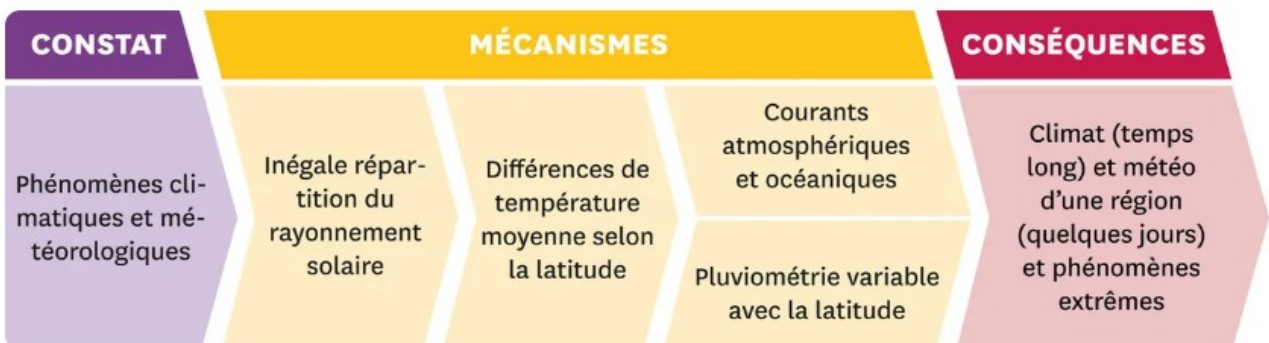 CONSTAT
MÉCANISMES
CONSÉQUENCES
Phénomènes cli-
matiques et mé-
téorologiques
Inégale répar-
tition du
rayonnement
solaire
Différences de
température
moyenne selon
la latitude
Courants
atmosphériques
et océaniques
Pluviométrie variable
avec la latitude
Climat (temps
long) et météo
d'une région
(quelques jours)
et phénomènes
extrêmes